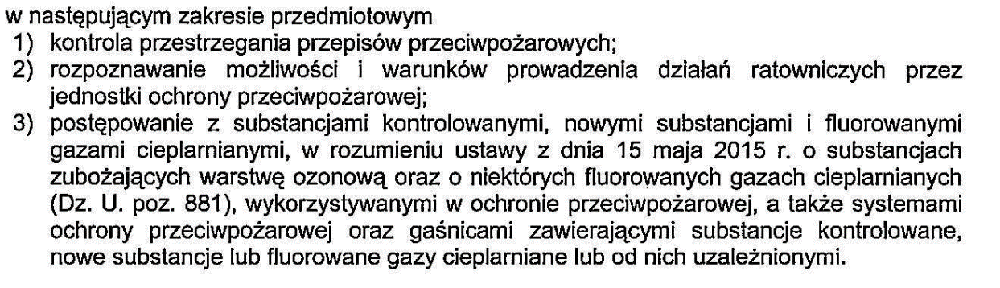 w następującym zakresie przedmiotowym
1) kontrola przestrzegania przepisów przeciwpożarowych;
2) rozpoznawanie możliwości i warunków prowadzenia działań ratowniczych przez
jednostki ochrony przeciwpożarowej;
3) postępowanie z substancjami kontrolowanymi, nowymi substancjami i fluorowanymi
gazami cieplarnianymi, w rozumieniu ustawy z dnia 15 maja 2015 r. o substancjach
zubożających warstwę ozonową oraz o niektórych fluorowanych gazach cieplarnianych
(Dz. U. poz. 881), wykorzystywanymi w ochronie przeciwpożarowej, a także systemami
ochrony przeciwpożarowej oraz gaśnicami zawierającymi substancje kontrolowane,
nowe substancje lub fluorowane gazy cieplarniane lub od nich uzależnionymi.